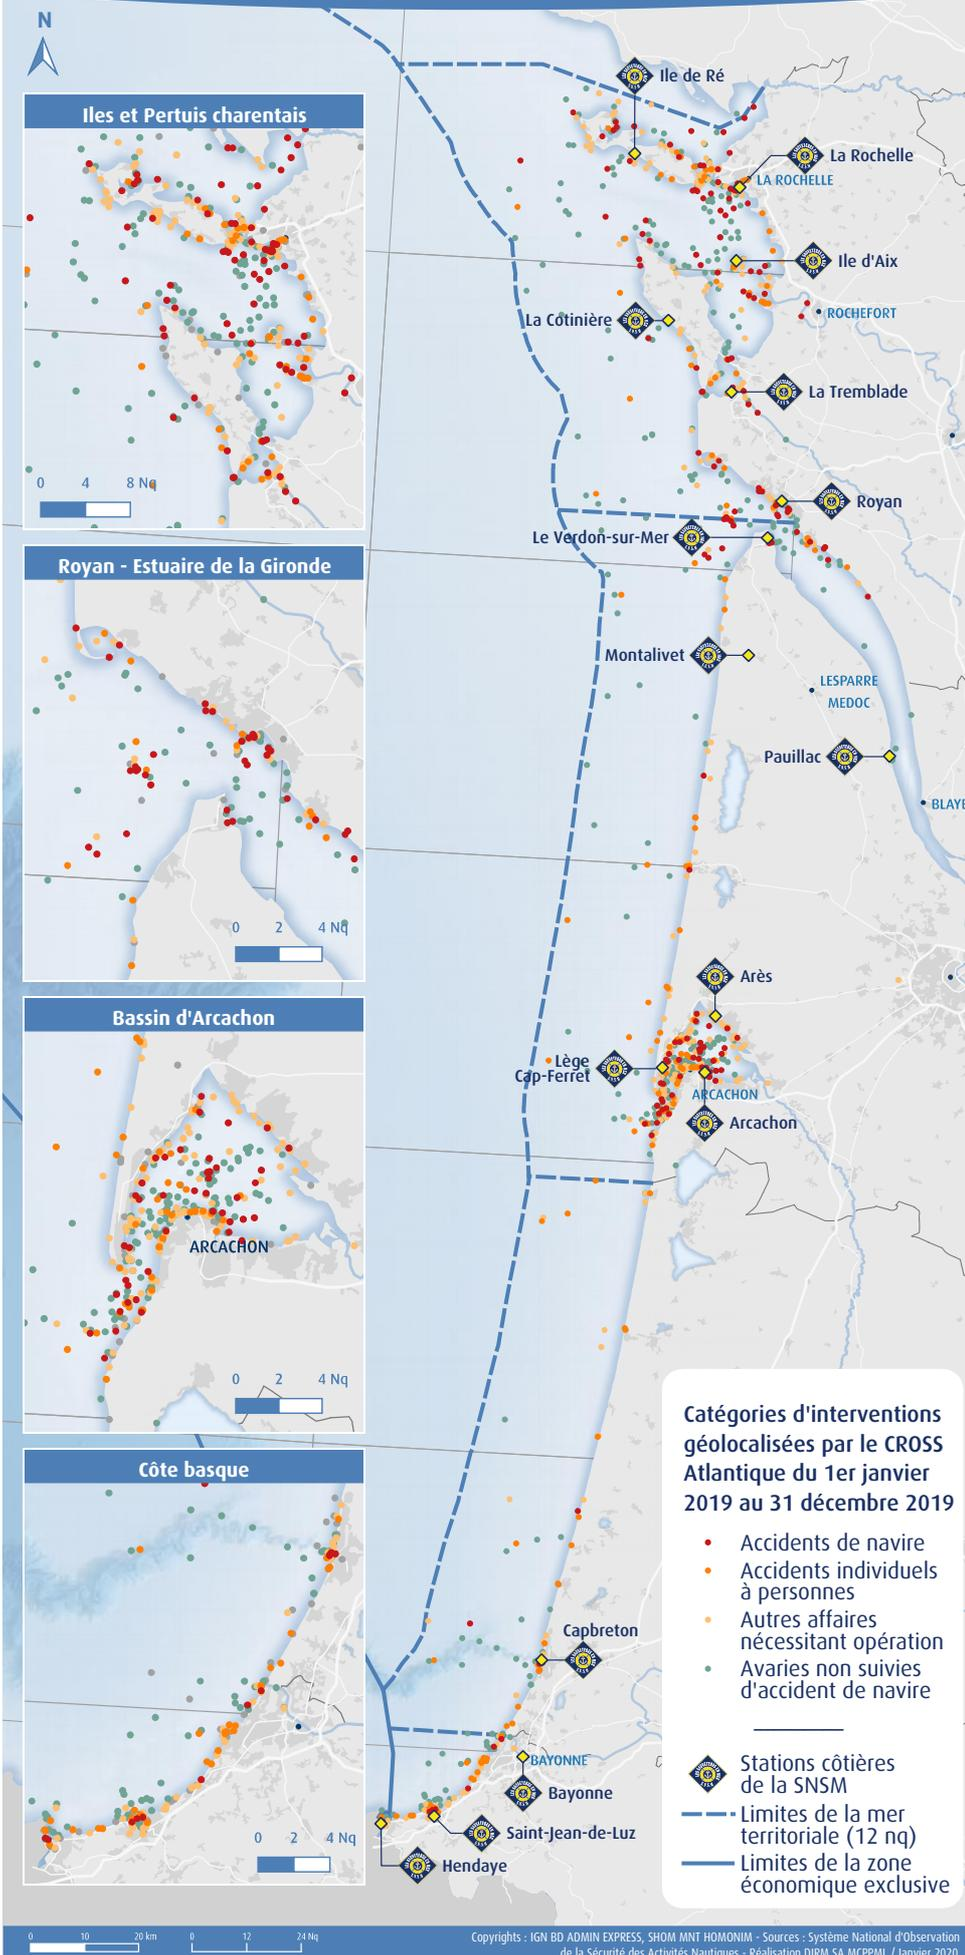 N
Iles et Pertuis charentais
0 4 8 Nq
Royan - Estuaire de la Gironde
0 2 4 Nq
Bassin d'Arcachon
ARCACHON
0 2 4 Nq
Côte basque
0 2 4 Nq
Ile de Ré
La Rochelle
LA ROCHELLE
Ile d'Aix
La Cotinière
ROCHEFORT
La Tremblade
Royan
Le Verdon-sur-Mer
Montalivet
LESPARRE
MEDOC
Pauillac
BLAYE
Arès
Lège
Cap-Ferret
ARCACHON
Arcachon
Capbreton
BAYONNE
Bayonne
Saint-Jean-de-Luz
Hendaye
Catégories d'interventions
géolocalisées par le CROSS
Atlantique du 1er janvier
2019 au 31 décembre 2019
Accidents de navire
Accidents individuels
à personnes
Autres affaires
nécessitant opération
Avaries non suivies
d'accident de navire
Stations côtières
de la SNSM
Limites de la mer
territoriale (12 nq)
Limites de la zone
économique exclusive
0 10 20 km
0 12 24 Nq
Copyrights : IGN BD ADMIN EXPRESS, SHOM MNT HOMONIM - Sources : Système National d'Observation
de la Sécurité des Activités Nautiques - Réalisation DIRM SA MCPPML / Janvier 2020